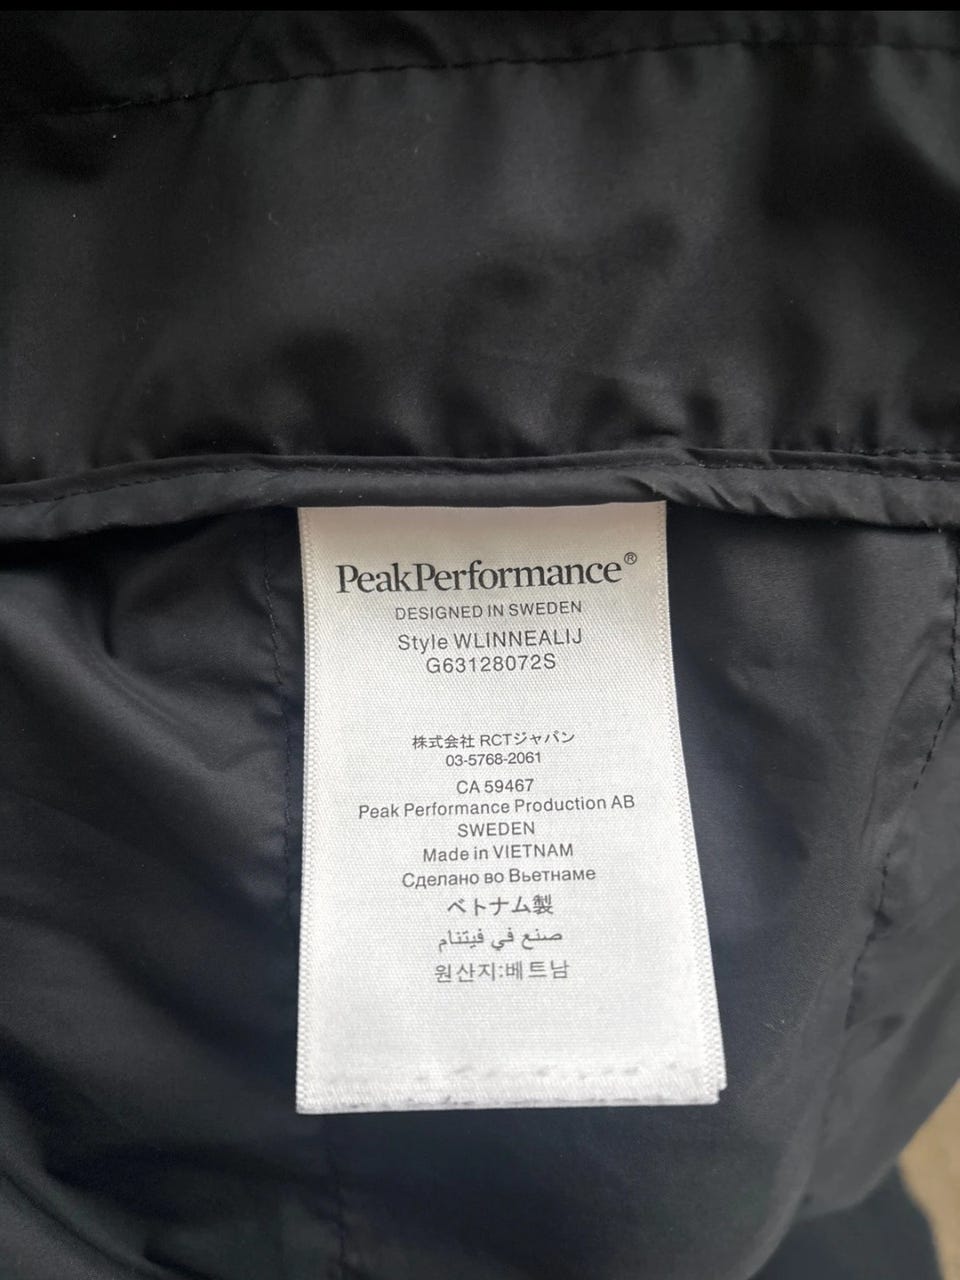 PeakPerformance®
DESIGNED IN SWEDEN
Style WLINNEALIJ
G63128072S
株式会社 RCTジャパン
03-5768-2061
CA 59467
Peak Performance Production AB
SWEDEN
Made in VIETNAM
Сделано во Вьетнаме
ベトナム製
صنع في فيتنام
원산지:베트남